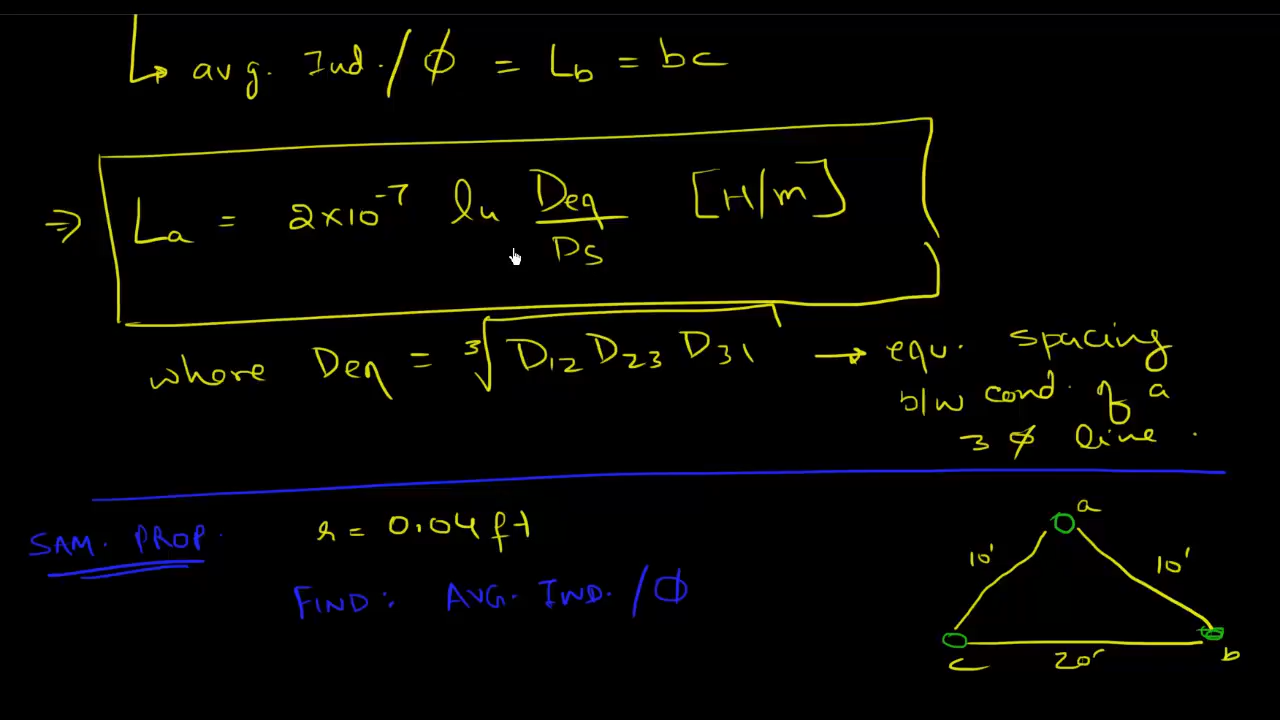 avg. Ind./φ = Lb = bc
⇒ La = 2×10⁻⁷ ln Deq/Ds [H/m]
where Deq = ∛D12 D23 D31 → equ. spacing
b/w cond. of a
3 φ line.
SAM. PROP. r = 0.04 ft
FIND: AVG. IND. / φ
a
10' 10'
c 20' b